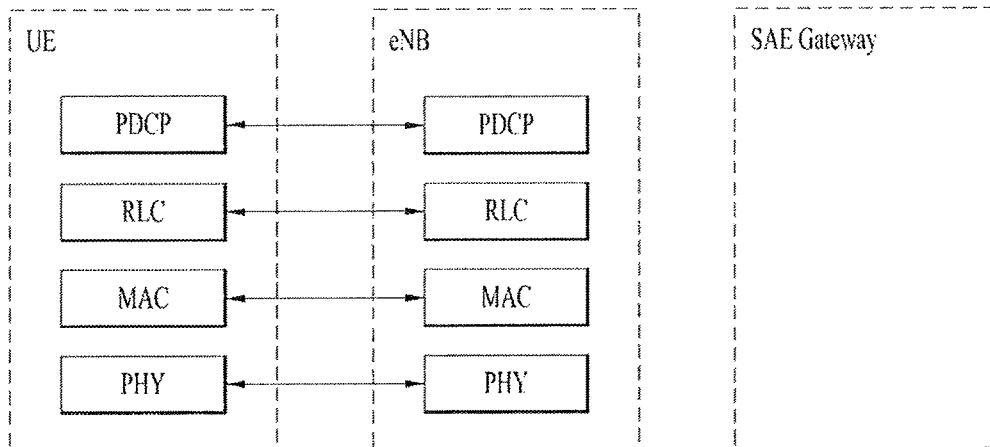 UE eNB SAE Gateway
PDCP PDCP
RLC RLC
MAC MAC
PHY PHY